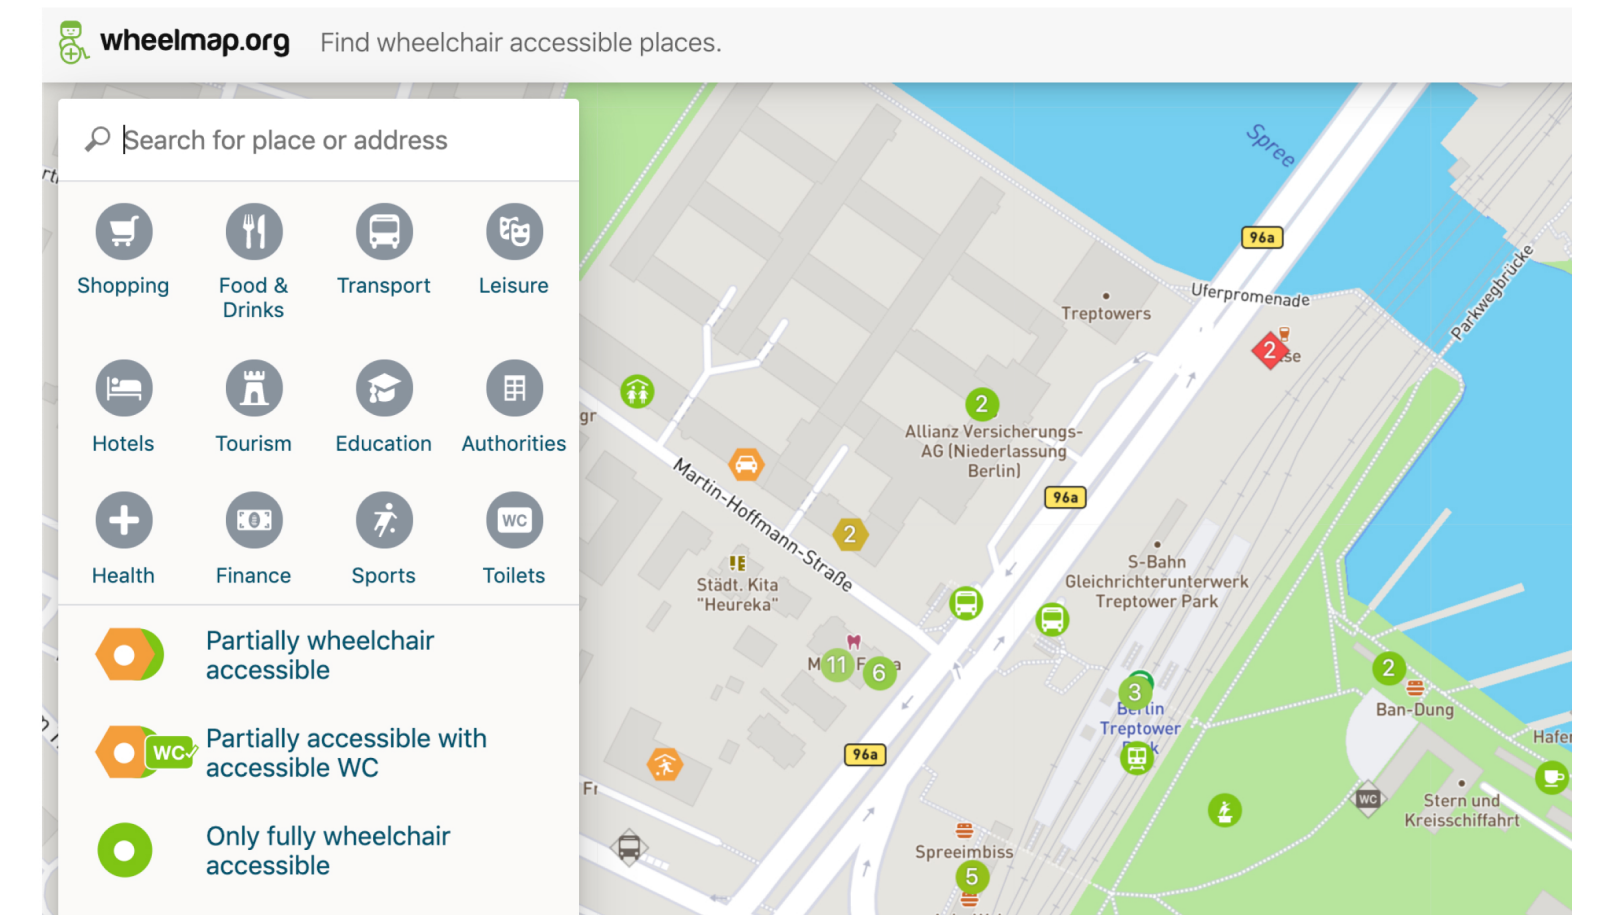 wheelmap.org
Find wheelchair accessible places.
Search for place or address
Shopping
Food &
Drinks
Transport
Leisure
Hotels
Tourism
Education
Authorities
Health
Finance
Sports
WC
Toilets
Partially wheelchair
accessible
WC
Partially accessible with
accessible WC
Only fully wheelchair
accessible
Spree
96a
Uferpromenade
Parkwegbrücke
Treptowers
2
2
Allianz Versicherungs-
AG (Niederlassung
Berlin)
96a
Martin-Hoffmann-Straße
2
Städt. Kita
"Heureka"
S-Bahn
Gleichrichterunterwerk
Treptower Park
11
6
3
Berlin
Treptower
Park
2
Ban-Dung
96a
WC
Stern und
Kreisschiffahrt
Spreeimbiss
5